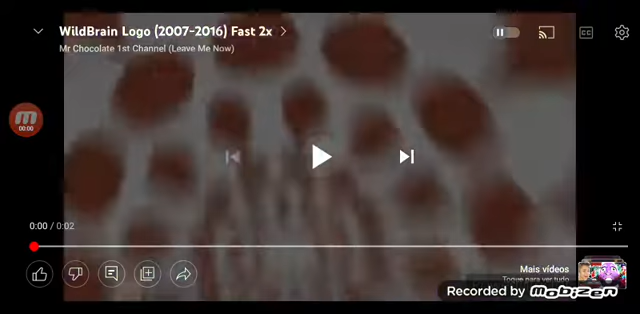 WildBrain Logo (2007-2016) Fast 2x
Mr Chocolate 1st Channel (Leave Me Now)
CC
00:00
0:00 / 0:02
Mais vídeos
Toque para ver tudo
Recorded by Mobizen